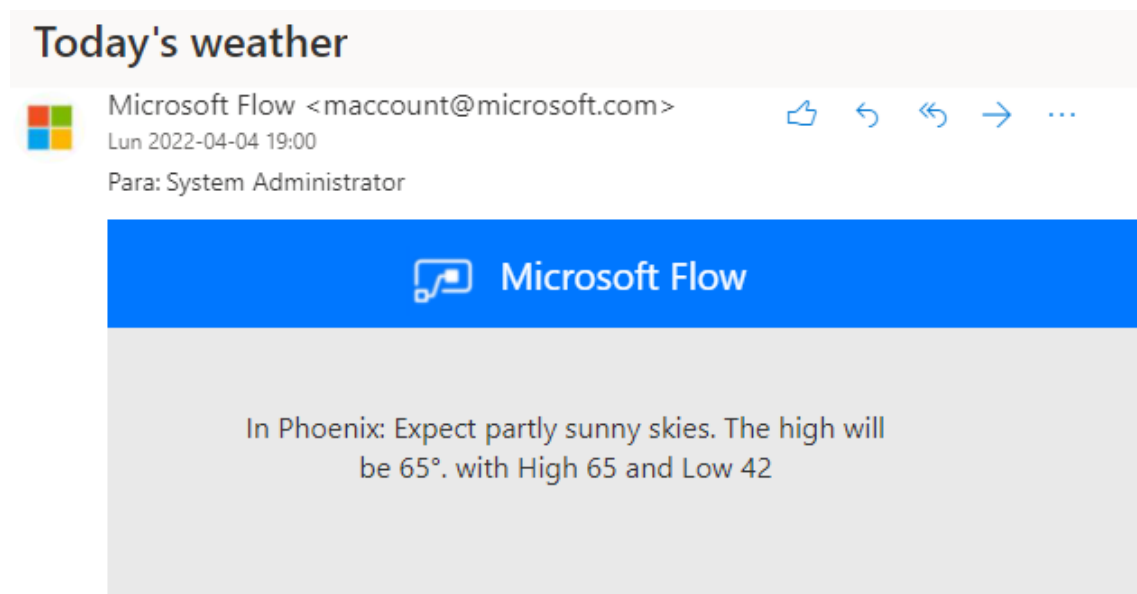 Today's weather
Microsoft Flow <maccount@microsoft.com>
Lun 2022-04-04 19:00
Para: System Administrator
Microsoft Flow
In Phoenix: Expect partly sunny skies. The high will
be 65°. with High 65 and Low 42